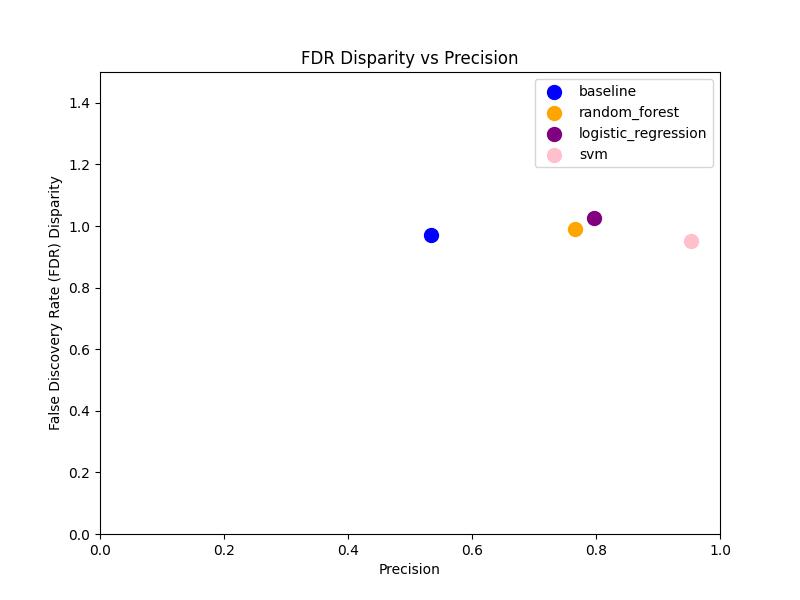 FDR Disparity vs Precision
baseline
random_forest
logistic_regression
svm
False Discovery Rate (FDR) Disparity
1.4
1.2
1.0
0.8
0.6
0.4
0.2
0.0
0.0 0.2 0.4 0.6 0.8 1.0
Precision